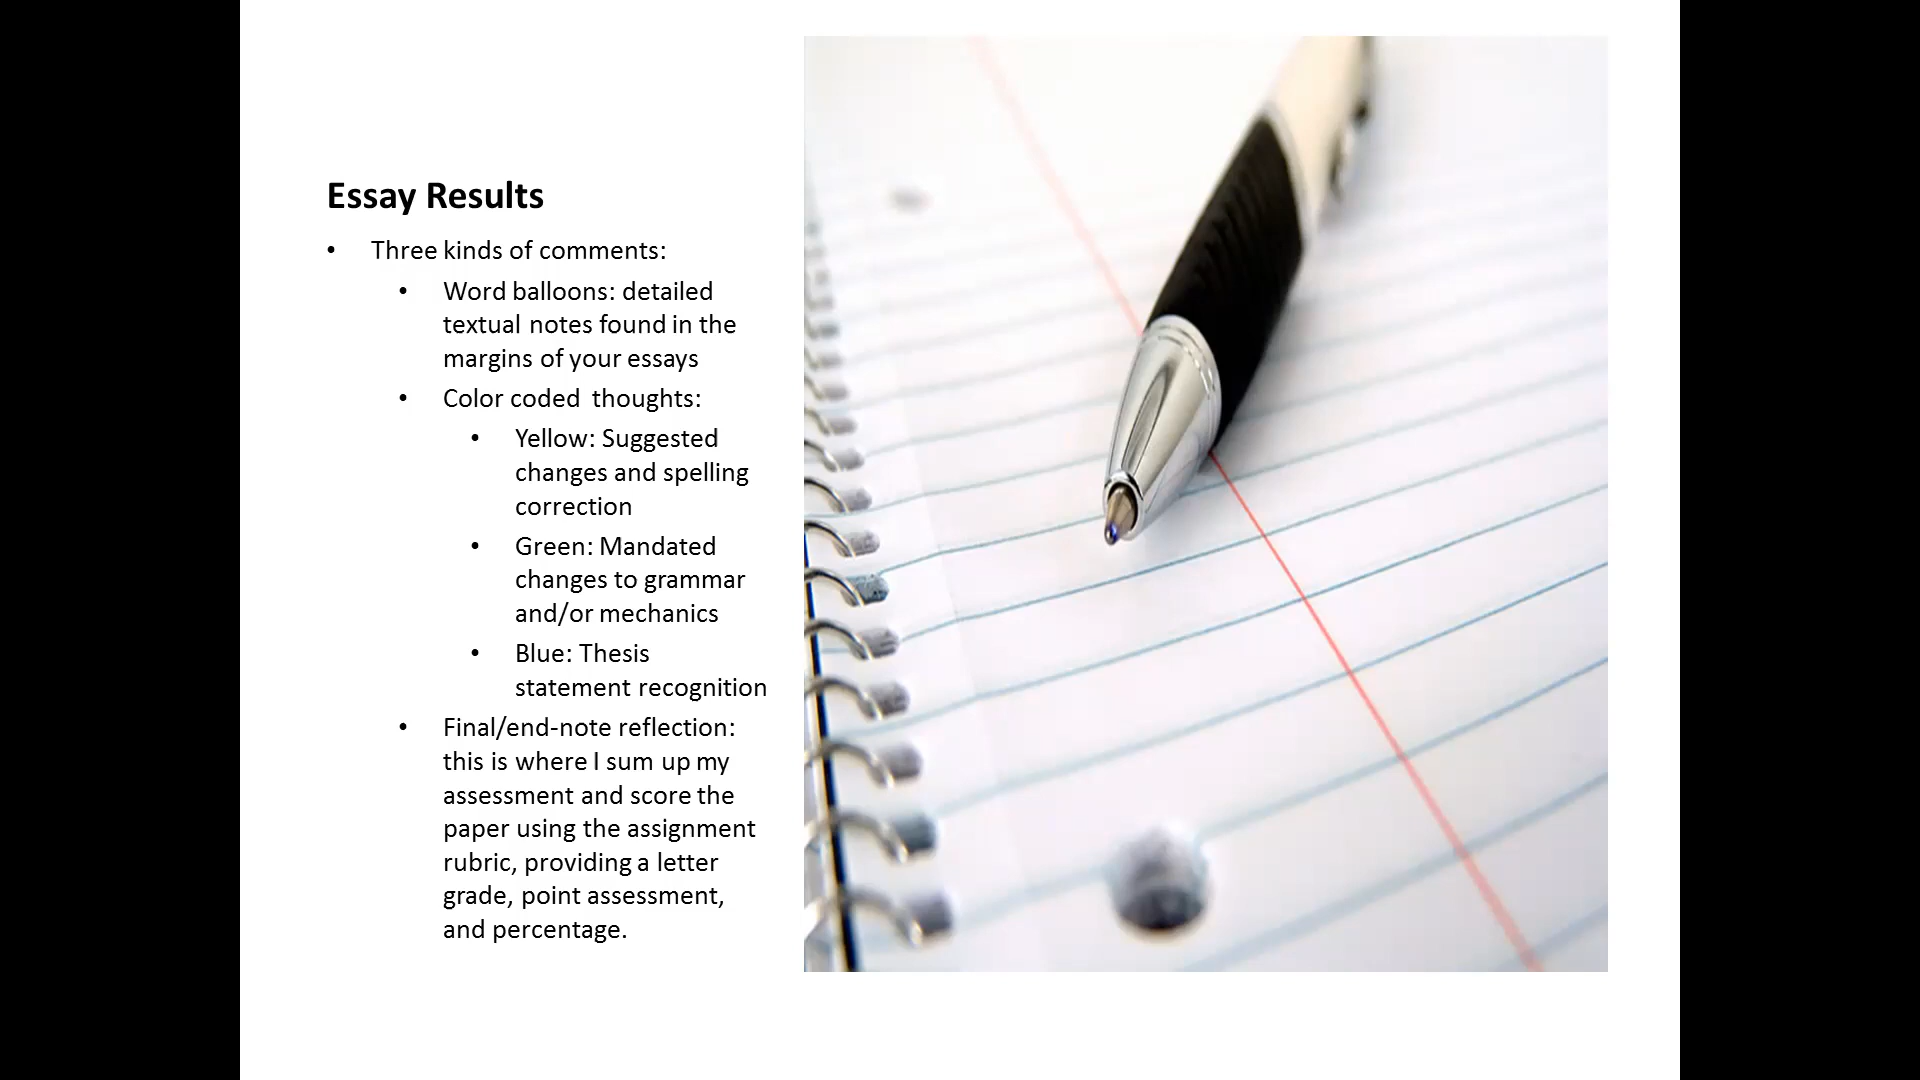 Essay Results
• Three kinds of comments:
• Word balloons: detailed
textual notes found in the
margins of your essays
• Color coded thoughts:
• Yellow: Suggested
changes and spelling
correction
• Green: Mandated
changes to grammar
and/or mechanics
• Blue: Thesis
statement recognition
• Final/end-note reflection:
this is where I sum up my
assessment and score the
paper using the assignment
rubric, providing a letter
grade, point assessment,
and percentage.